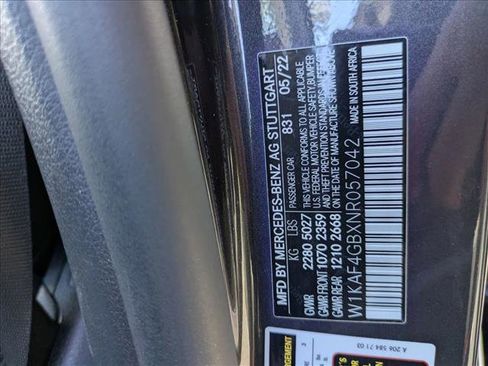 MFD BY MERCEDES-BENZ AG STUTTGART
PASSENGER CAR 831 05/22
KG LBS
GVWR 2280 5027
GAWR FRONT 1070 2359
GAWR REAR 1210 2668
THIS VEHICLE CONFORMS TO ALL APPLICABLE
U.S. FEDERAL MOTOR VEHICLE SAFETY, BUMPER
AND THEFT PREVENTION STANDARDS IN EFFECT
ON THE DATE OF MANUFACTURE SHOWN ABOVE
W1KAF4GBXNR057042 MADE IN SOUTH AFRICA
A 206 584 71 03